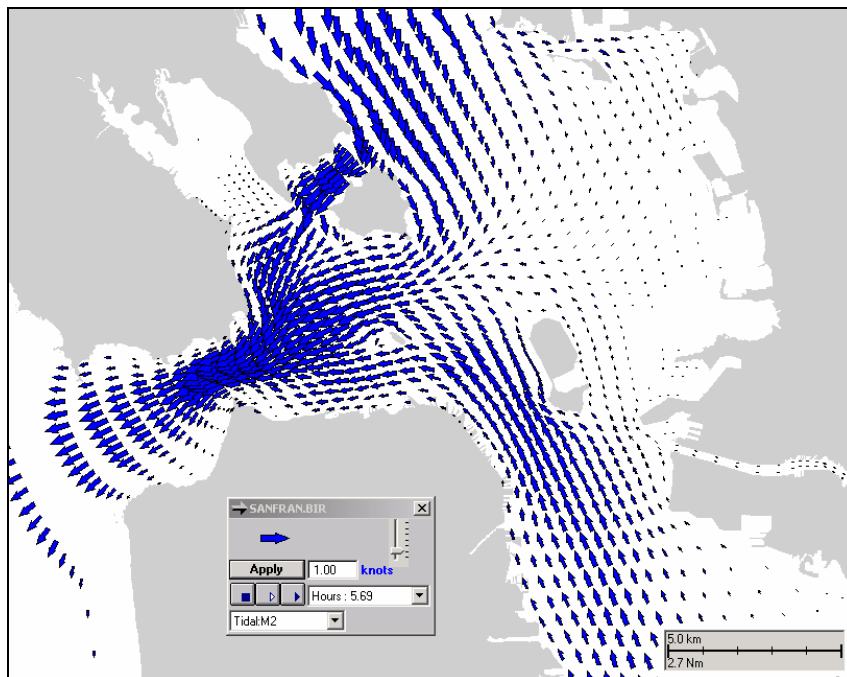 SANFRAN.BIR
Apply 1.00 knots
Hours : 5.69
Tidal:M2
5.0 km
2.7 Nm